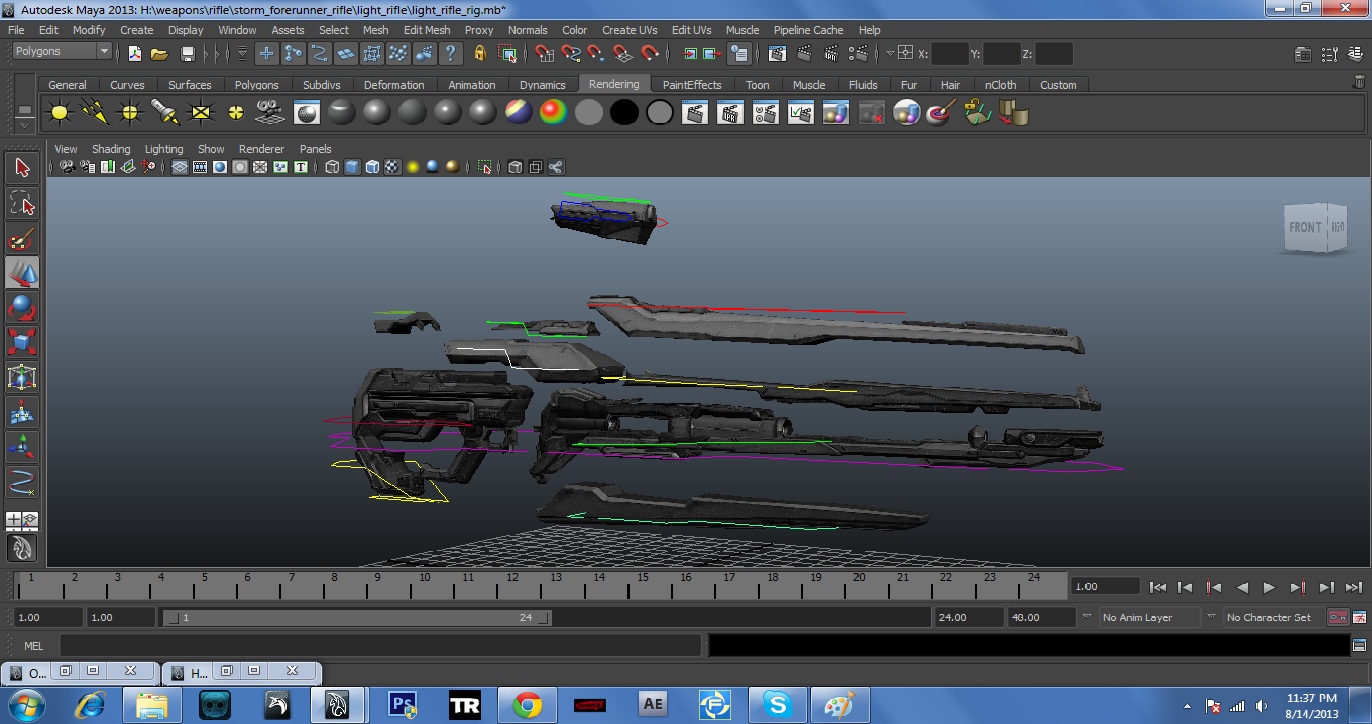 Autodesk Maya 2013: H:\weapons\rifle\storm_forerunner_rifle\light_rifle\light_rifle_rig.mb*
File Edit Modify Create Display Window Assets Select Mesh Edit Mesh Proxy Normals Color Create UVs Edit UVs Muscle Pipeline Cache Help
Polygons X: Y: Z:
General Curves Surfaces Polygons Subdivs Deformation Animation Dynamics Rendering PaintEffects Toon Muscle Fluids Fur Hair nCloth Custom
View Shading Lighting Show Renderer Panels
FRONT RIGHT
1 2 3 4 5 6 7 8 9 10 11 12 13 14 15 16 17 18 19 20 21 22 23 24 1.00
1.00 1.00 1 24 24.00 48.00 No Anim Layer No Character Set
MEL
O... H...
Ps TR AE
11:37 PM
8/14/2013